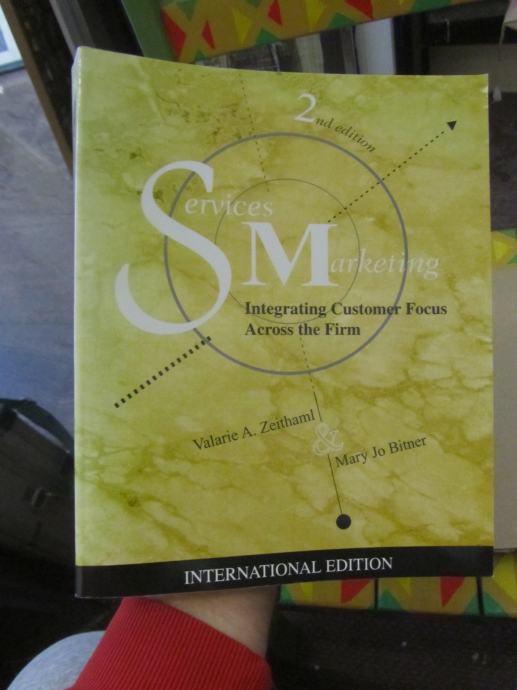 2nd edition
Services
Marketing
Integrating Customer Focus
Across the Firm
Valarie A. Zeithaml
&
Mary Jo Bitner
INTERNATIONAL EDITION